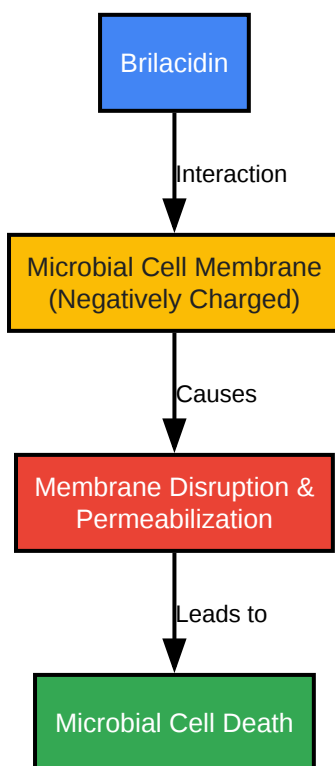 Brilacidin
Interaction
Microbial Cell Membrane
(Negatively Charged)
Causes
Membrane Disruption &
Permeabilization
Leads to
Microbial Cell Death